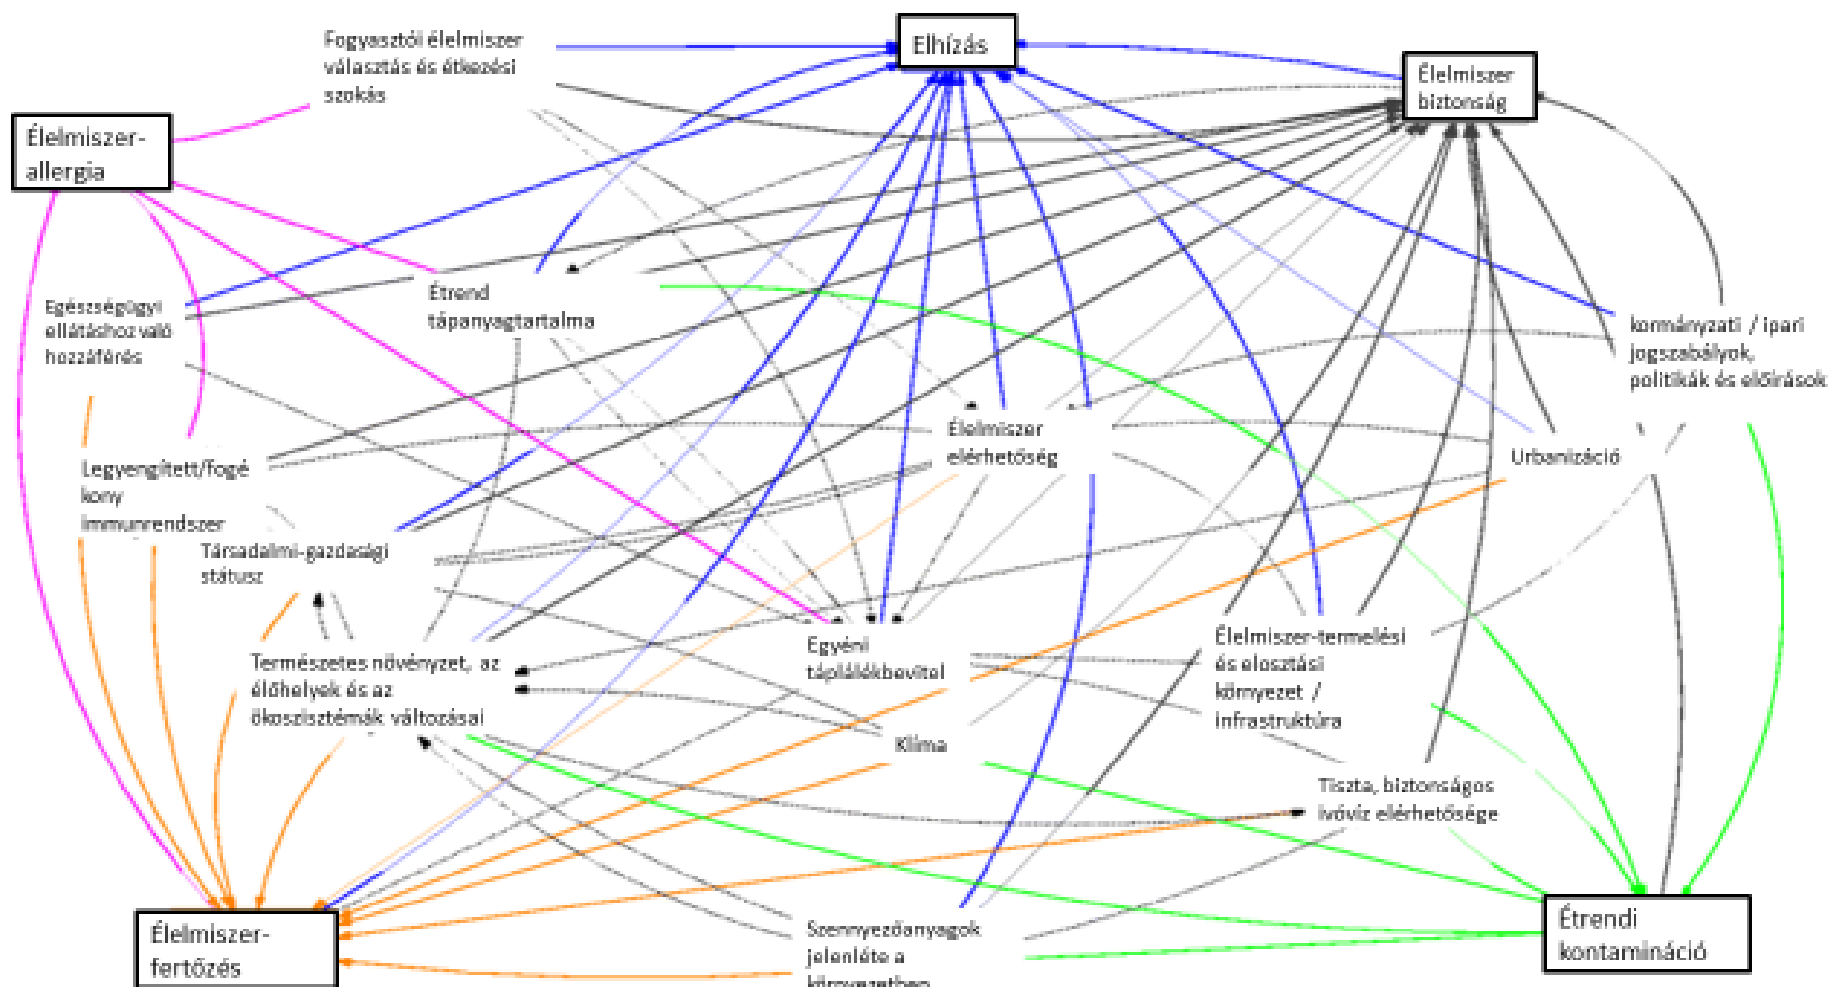 Fogyasztói élelmiszer
választás és étkezési
szokás
Elhízás
Élelmiszer
biztonság
Élelmiszer-
allergia
Egészségügyi
ellátáshoz való
hozzáférés
Étrend
tápanyagtartalma
kormányzati / ipari
jogszabályok,
politikák és előírások
Élelmiszer
elérhetőség
Urbanizáció
Legyengített/fogé
kony
immunrendszer
Társadalmi-gazdasági
státusz
Természetes növényzet, az
élőhelyek és az
ökoszisztémák változásai
Egyéni
táplálékbevitel
Élelmiszer-termelési
és elosztási
környezet /
infrastruktúra
Klíma
Tiszta, biztonságos
ivóvíz elérhetősége
Élelmiszer-
fertőzés
Szennyezőanyagok
jelenléte a
környezetben
Étrendi
kontamináció